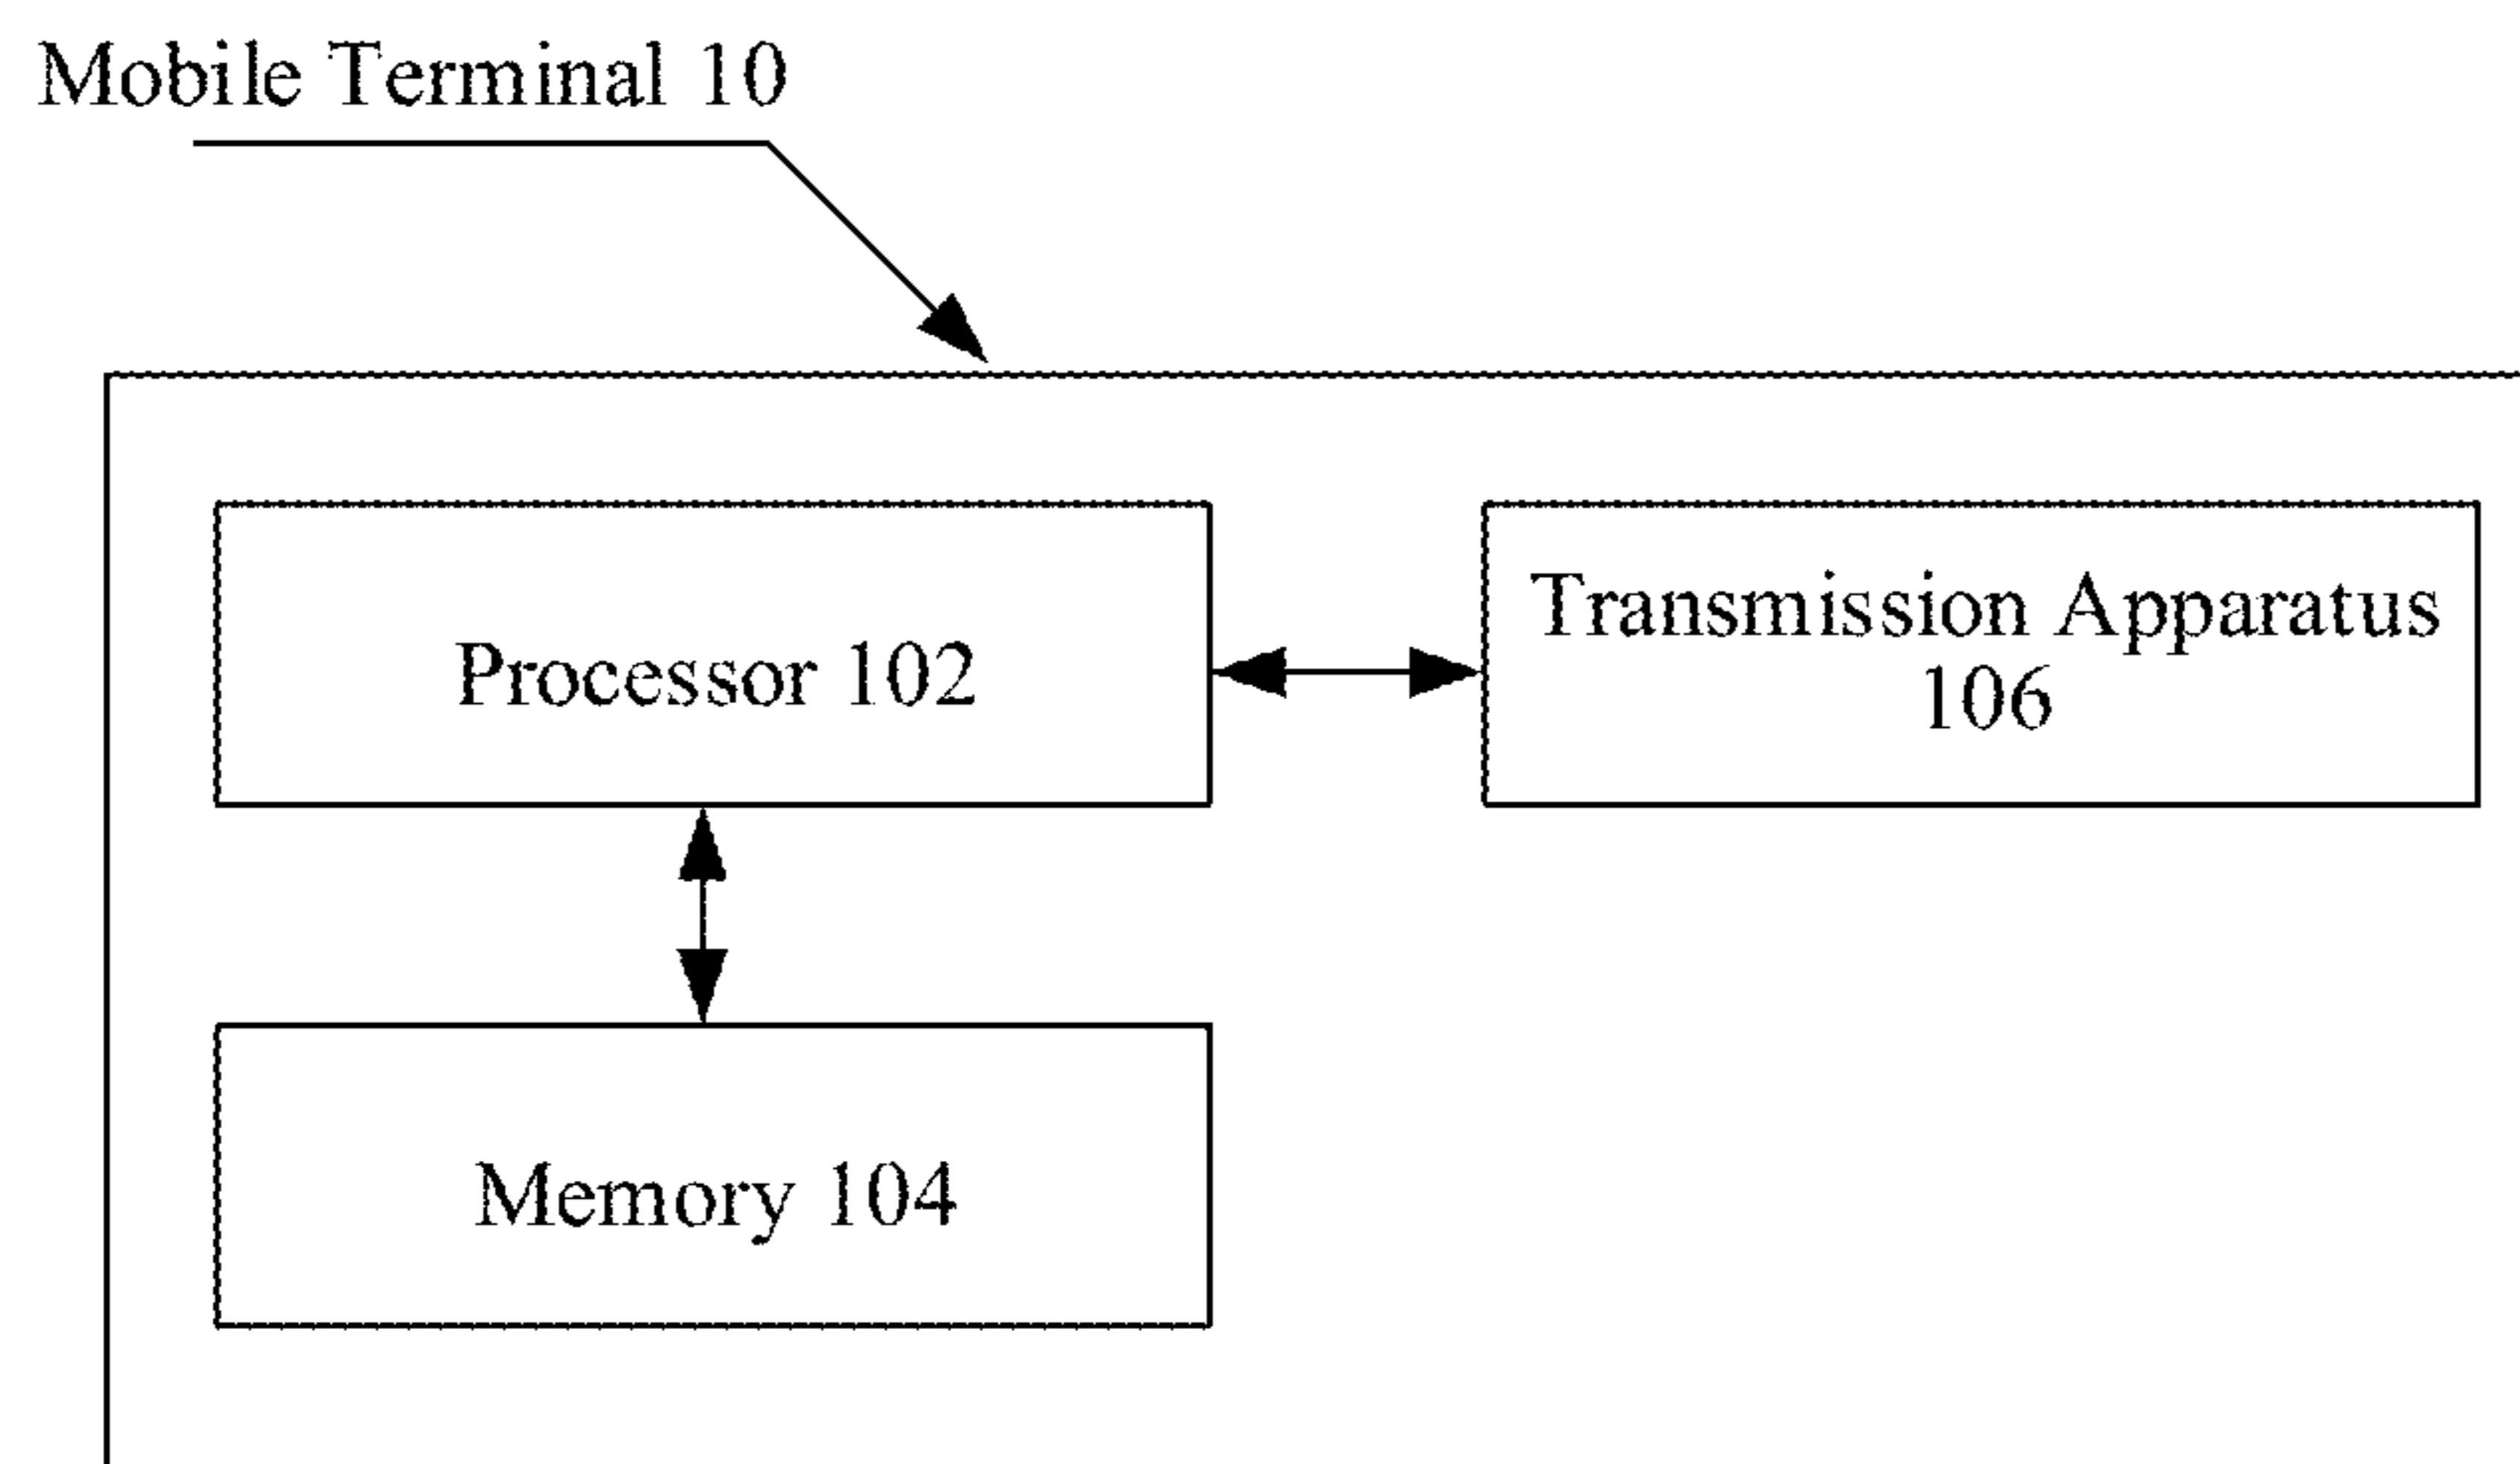 Mobile Terminal 10
Processor 102
Transmission Apparatus
106
Memory 104